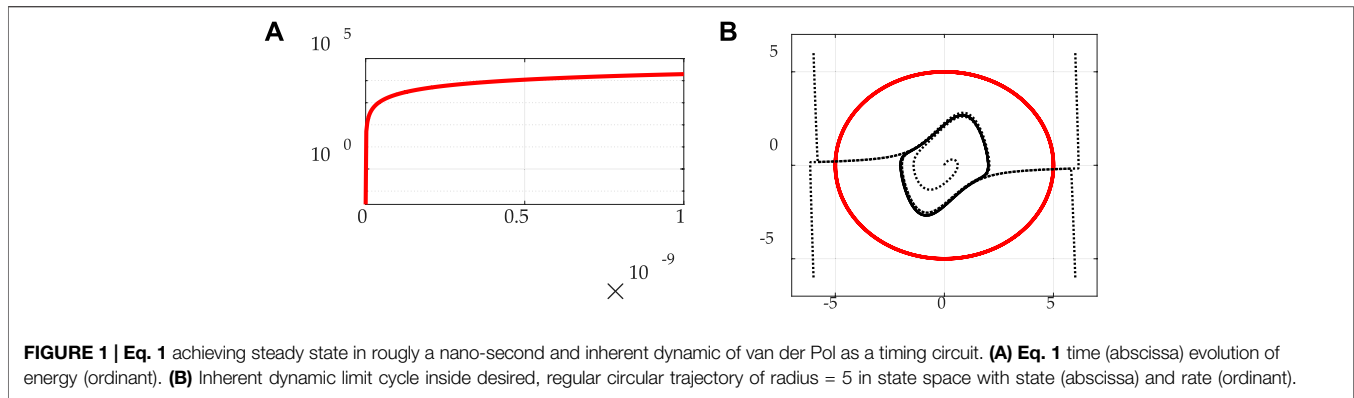 A
10 5
10 0
0 0.5 1
× 10 -9
B
5
0
-5
-5 0 5
FIGURE 1 | Eq. 1 achieving steady state in rougly a nano-second and inherent dynamic of van der Pol as a timing circuit. (A) Eq. 1 time (abscissa) evolution of
energy (ordinant). (B) Inherent dynamic limit cycle inside desired, regular circular trajectory of radius = 5 in state space with state (abscissa) and rate (ordinant).